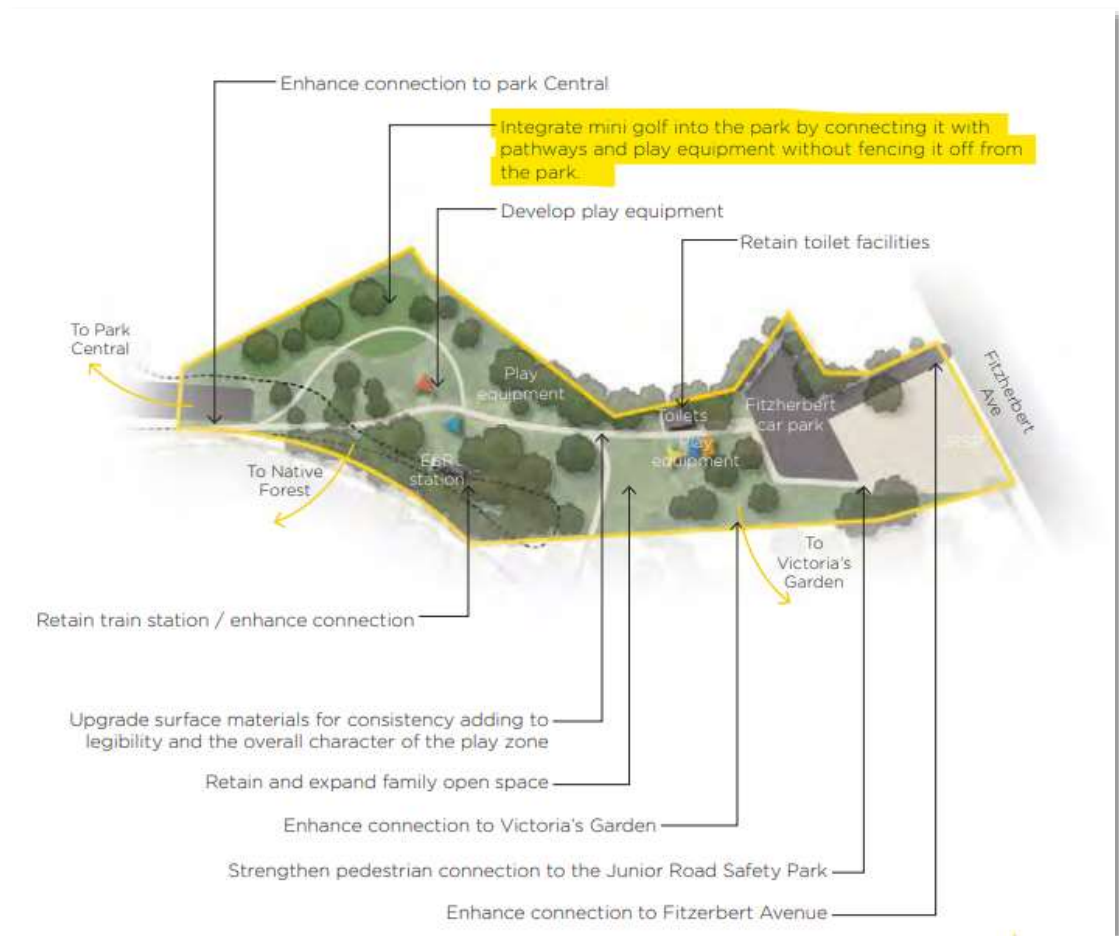 Enhance connection to park Central
Integrate mini golf into the park by connecting it with
pathways and play equipment without fencing it off from
the park.
Develop play equipment
Retain toilet facilities
To Park
Central
Play
equipment
Toilets
Fitzherbert
car park
Fitzherbert
Ave
Play
equipment
JRSP
To Native
Forest
E&R
station
To
Victoria's
Garden
Retain train station / enhance connection
Upgrade surface materials for consistency adding to
legibility and the overall character of the play zone
Retain and expand family open space
Enhance connection to Victoria's Garden
Strengthen pedestrian connection to the Junior Road Safety Park
Enhance connection to Fitzerbert Avenue